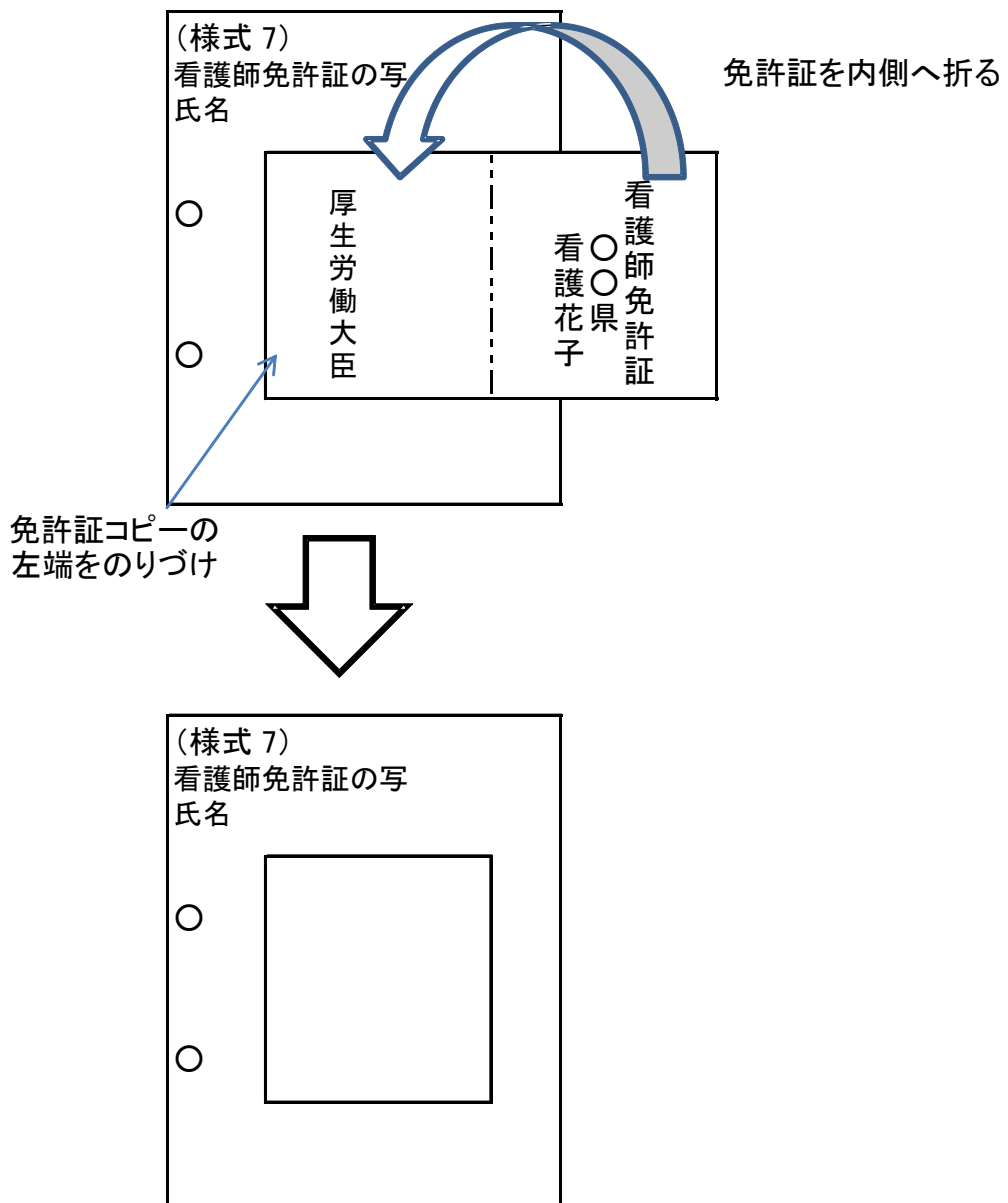 （様式 7）
看護師免許証の写
氏名
免許証を内側へ折る
看護師免許証
〇〇県
看護花子
厚生労働大臣
免許証コピーの
左端をのりづけ
（様式 7）
看護師免許証の写
氏名